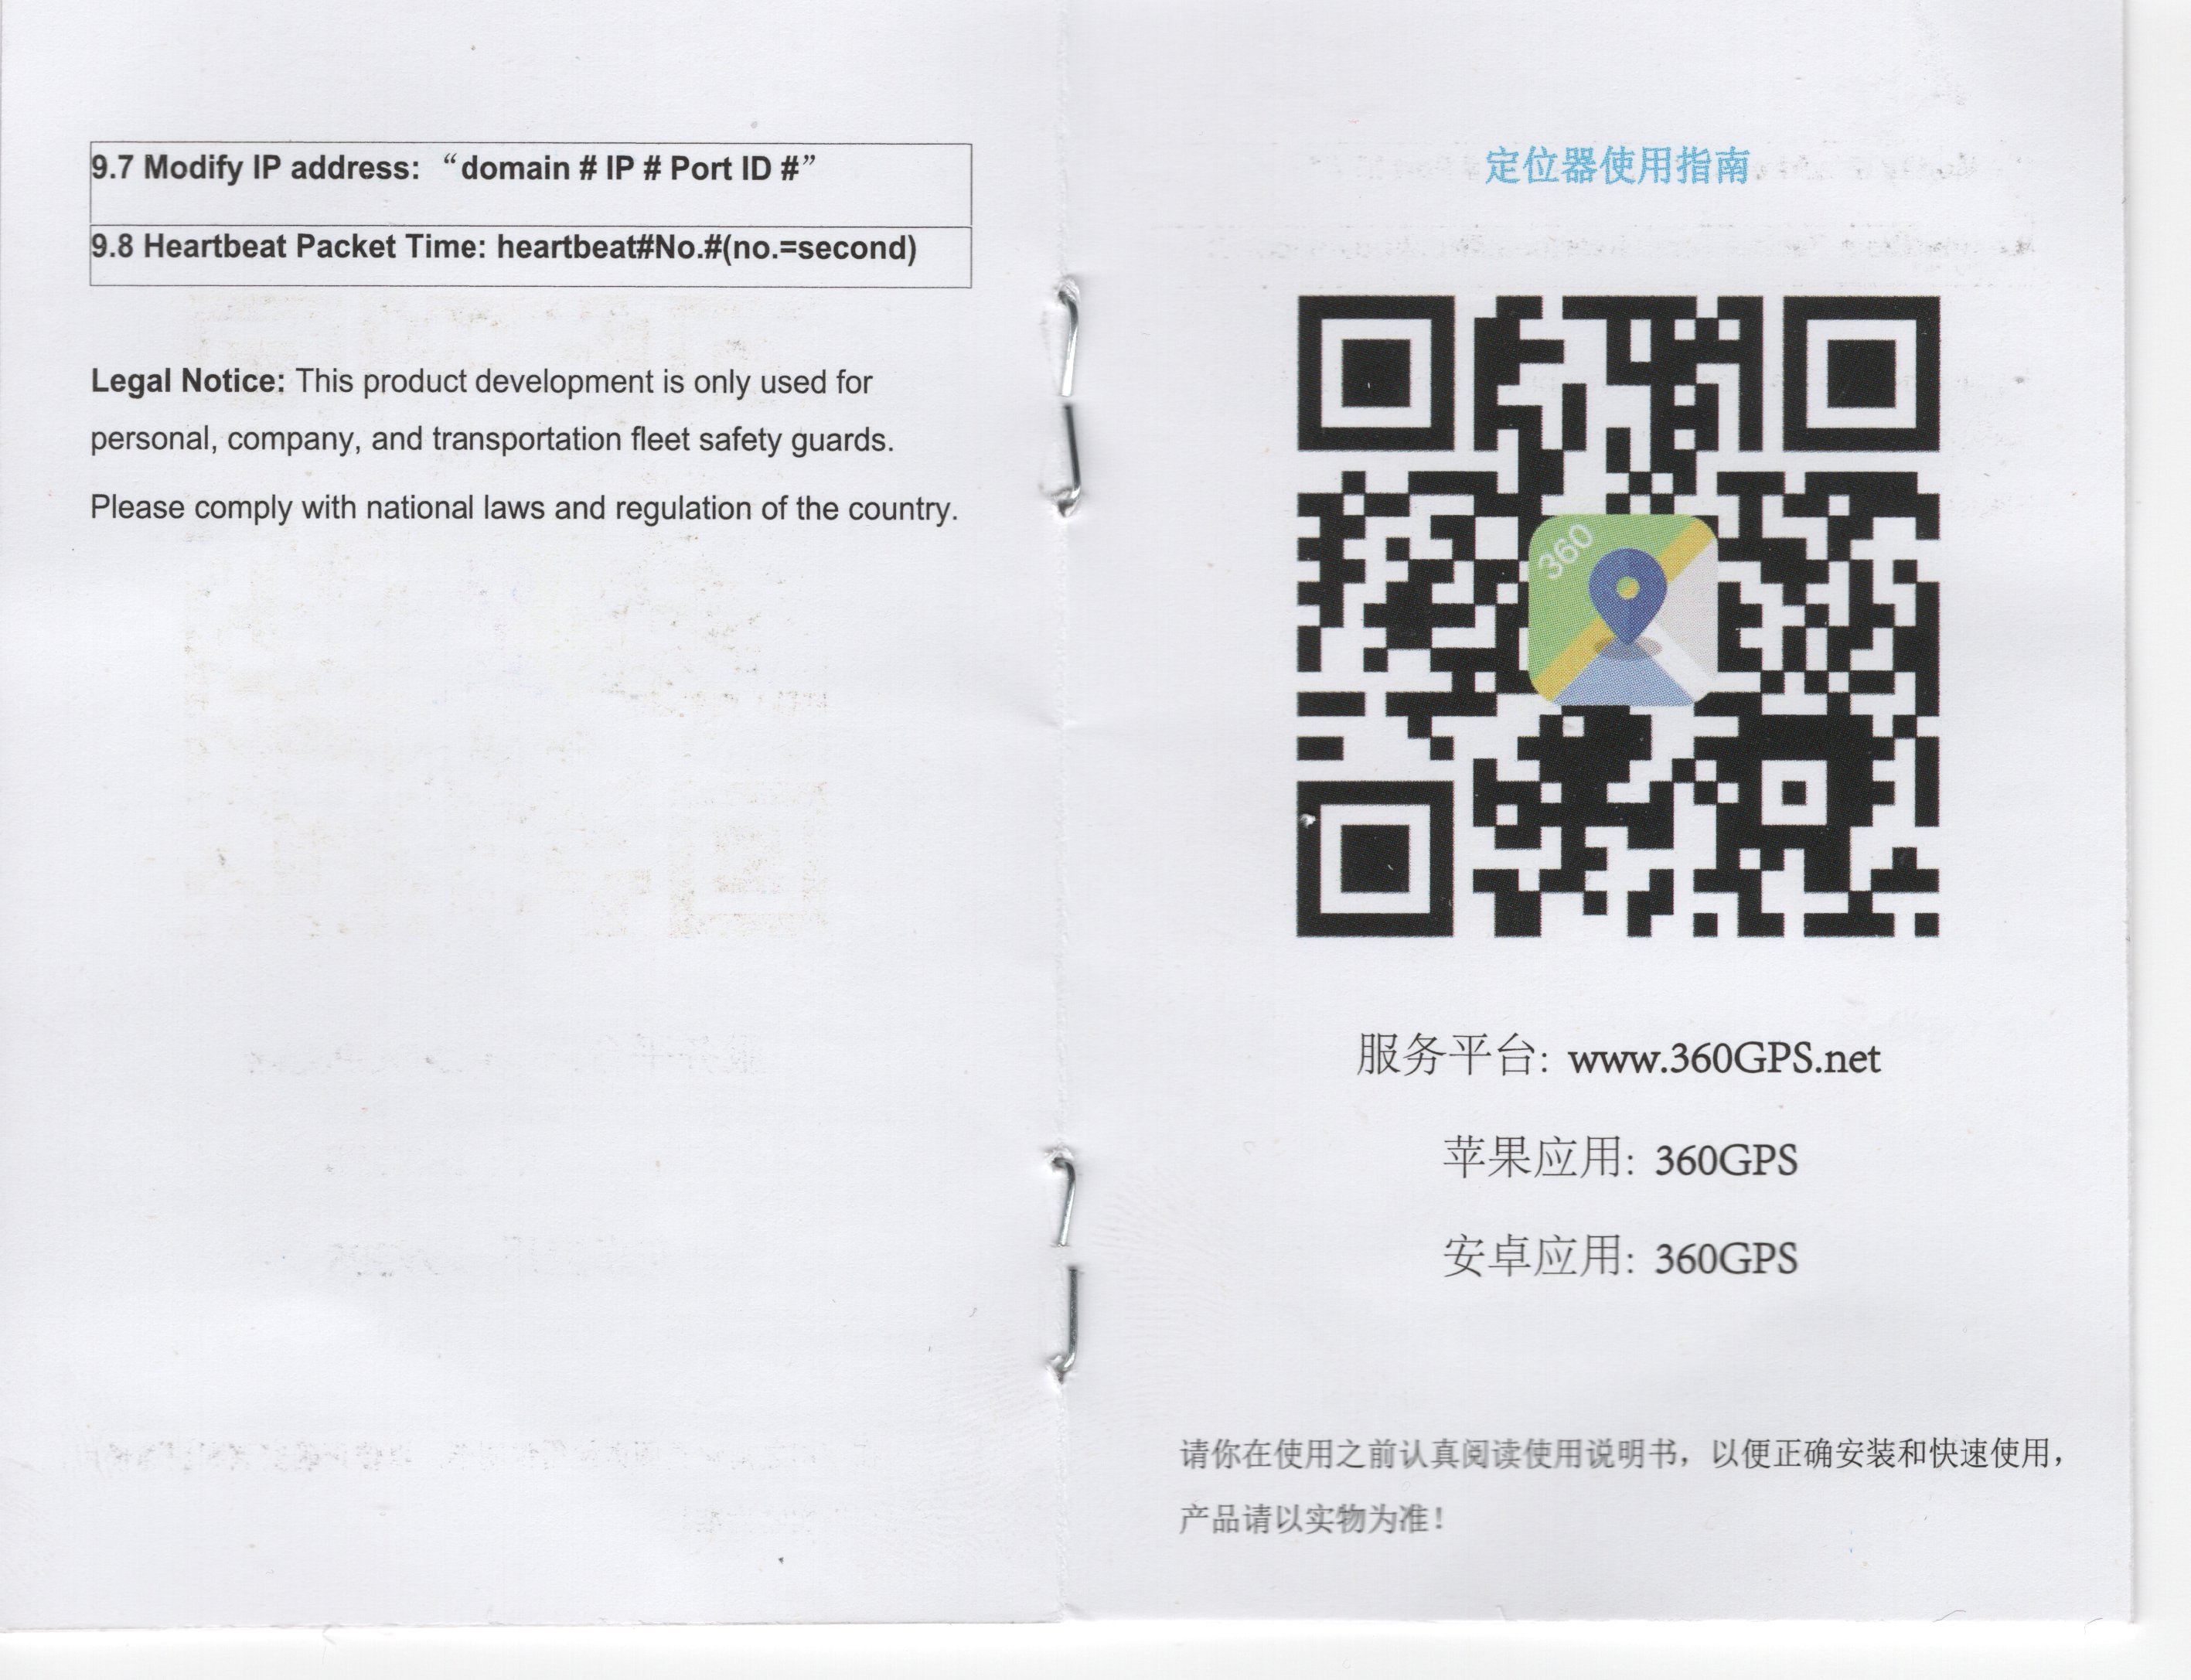 9.7 Modify IP address: “domain # IP # Port ID #”
9.8 Heartbeat Packet Time: heartbeat#No.#(no.=second)
Legal Notice: This product development is only used for
personal, company, and transportation fleet safety guards.
Please comply with national laws and regulation of the country.
定位器使用指南
360
服务平台: www.360GPS.net
苹果应用: 360GPS
安卓应用: 360GPS
请你在使用之前认真阅读使用说明书，以便正确安装和快速使用，
产品请以实物为准！